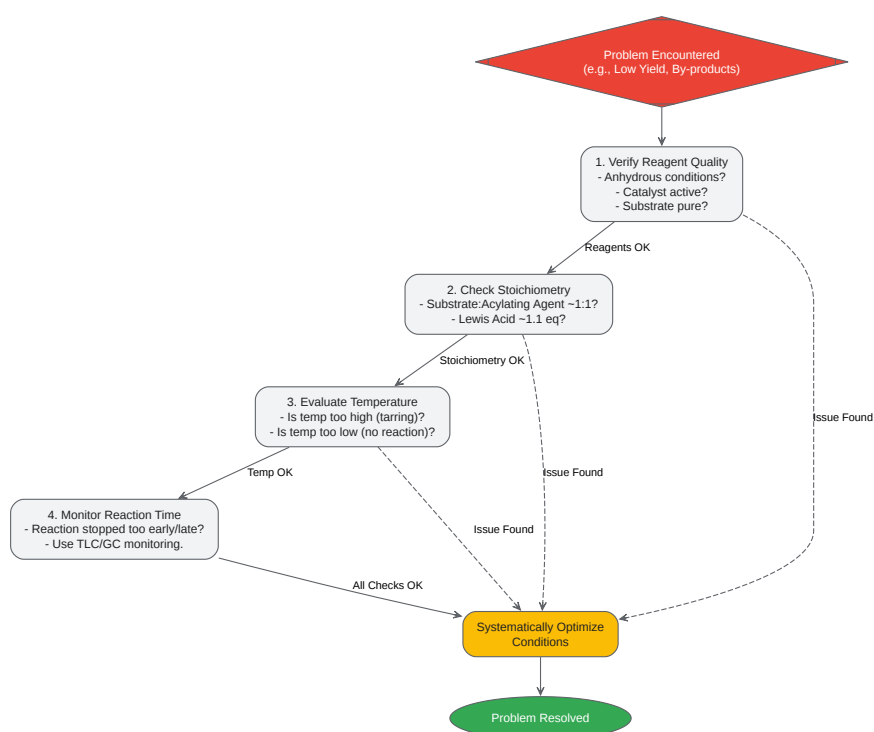 Problem Encountered
(e.g., Low Yield, By-products)
1. Verify Reagent Quality
- Anhydrous conditions?
- Catalyst active?
- Substrate pure?
Reagents OK
2. Check Stoichiometry
- Substrate:Acylating Agent ~1:1?
- Lewis Acid ~1.1 eq?
Stoichiometry OK
3. Evaluate Temperature
- Is temp too high (tarring)?
- Is temp too low (no reaction)?
Issue Found
Temp OK
Issue Found
4. Monitor Reaction Time
- Reaction stopped too early/late?
- Use TLC/GC monitoring.
Issue Found
All Checks OK
Systematically Optimize
Conditions
Problem Resolved